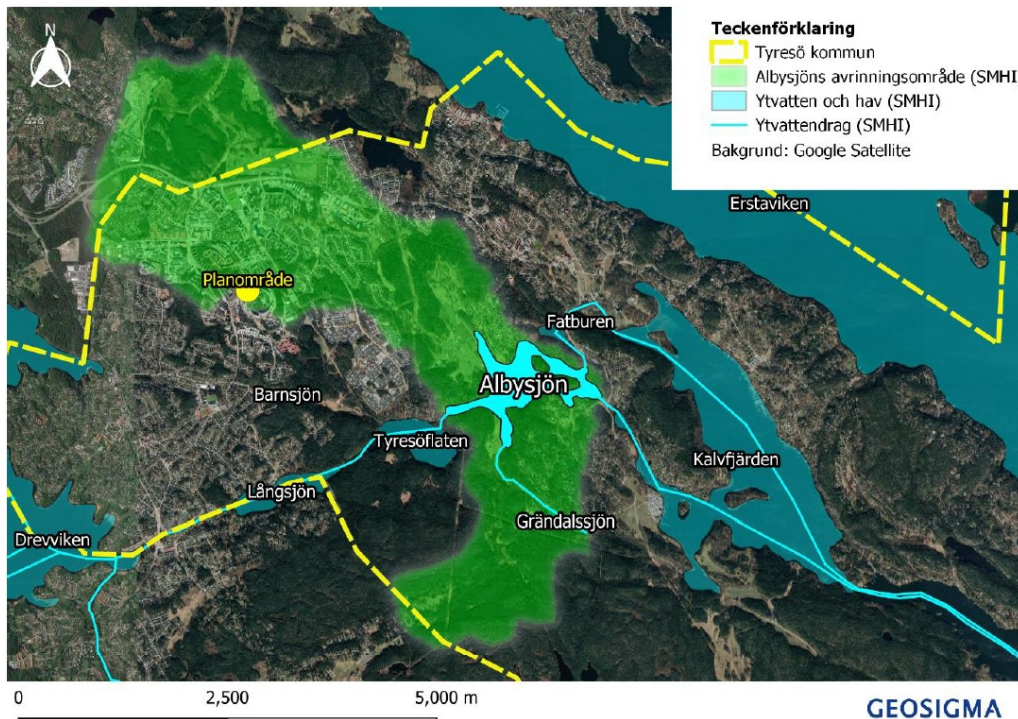 N
Teckenförklaring
Tyresö kommun
Albysjöns avrinningsområde (SMHI
Ytvatten och hav (SMHI)
Ytvattendrag (SMHI)
Bakgrund: Google Satellite
Erstaviken
Planområde
Fatburen
Albysjön
Barnsjön
Tyresöflaten
Kalvfjärden
Långsjön
Grändalssjön
Drevviken
0 2,500 5,000 m
GEOSIGMA